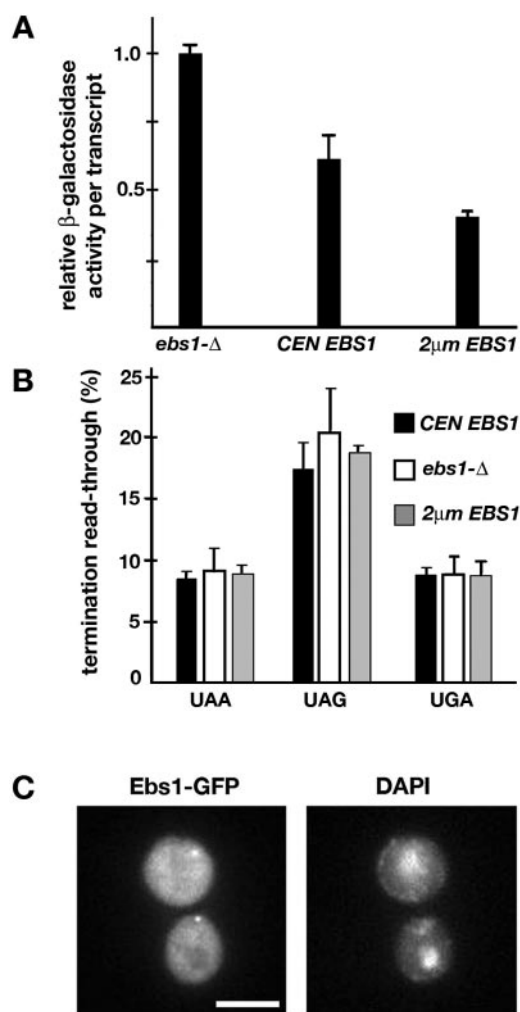 A
relative β-galactosidase
activity per transcript
1.0
0.5
ebs1-Δ CEN EBS1 2μm EBS1
B
termination read-through (%)
25
20
15
10
5
0
CEN EBS1
ebs1-Δ
2μm EBS1
UAA UAG UGA
C
Ebs1-GFP DAPI